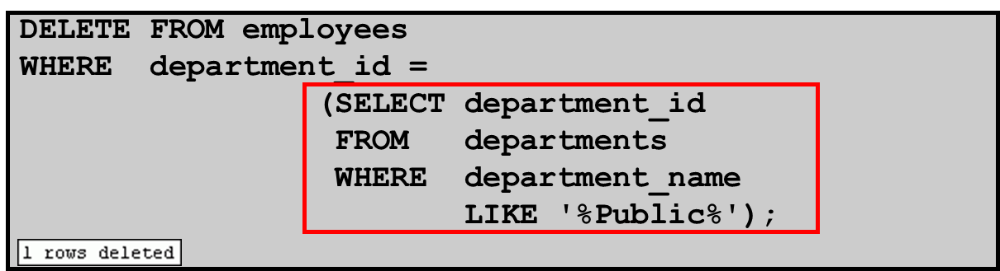 DELETE FROM employees
WHERE department_id =
(SELECT department_id
FROM departments
WHERE department_name
LIKE '%Public%');
1 rows deleted